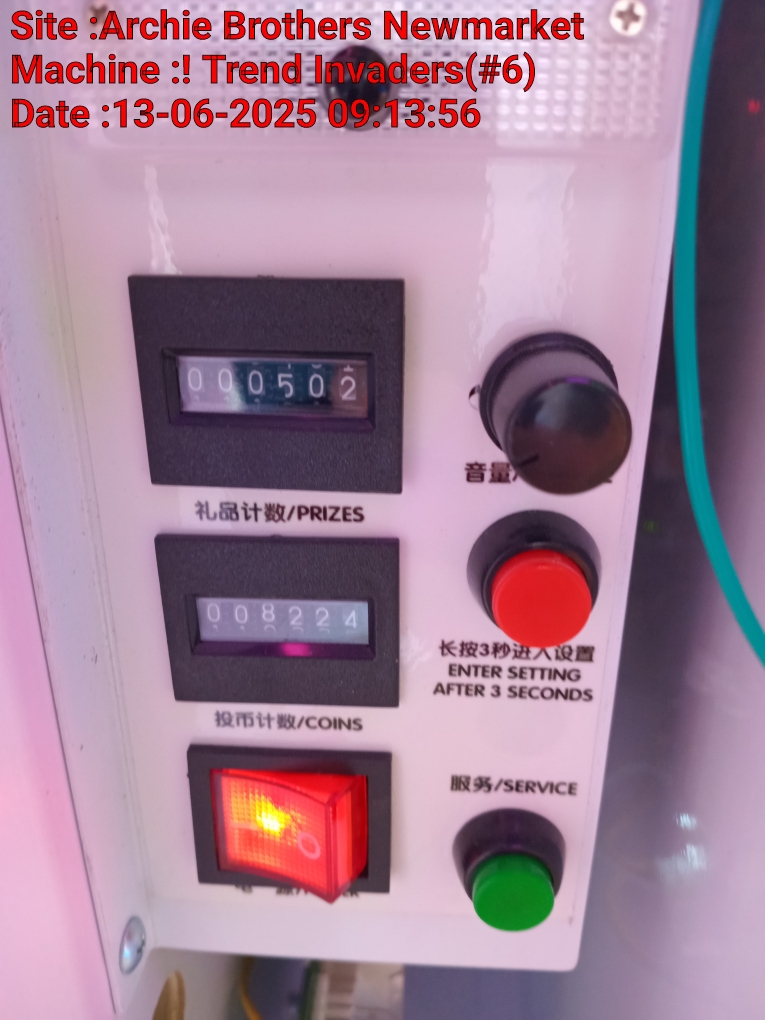 Site :Archie Brothers Newmarket
Machine :! Trend Invaders(#6)
Date :13-06-2025 09:13:56
000502
礼品计数/PRIZES
音量/
008224
长按3秒进入设置
ENTER SETTING
AFTER 3 SECONDS
投币计数/COINS
服务/SERVICE